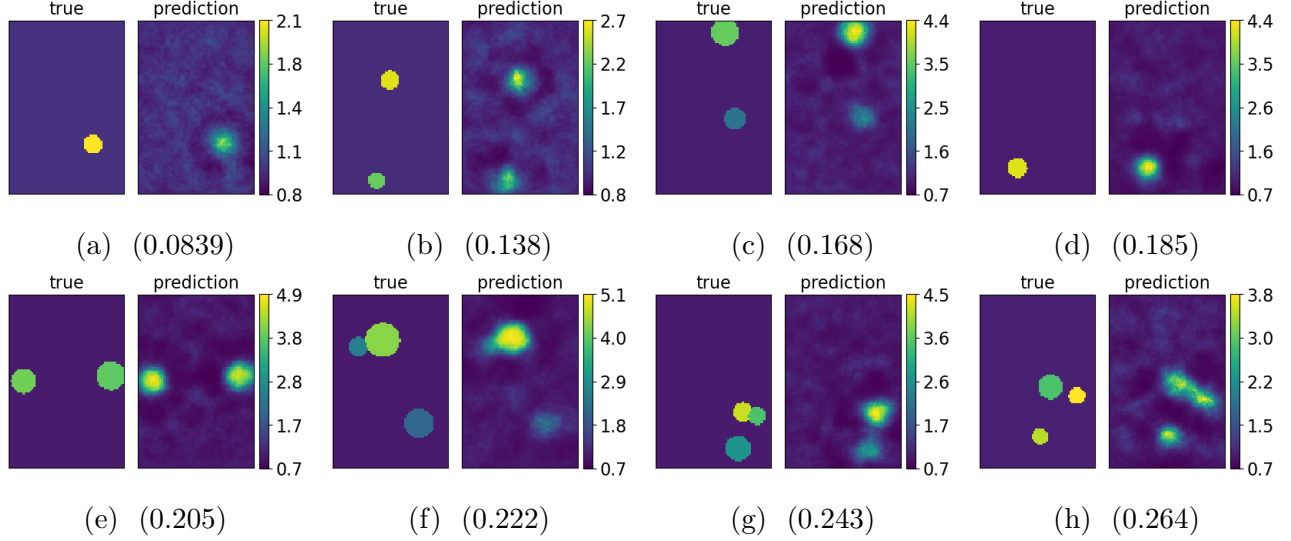 true prediction true prediction true prediction true prediction
2.1 2.7 4.4 4.4
1.8 2.3 3.5 3.5
1.4 1.9 2.5 2.6
1.1 1.2 1.6 1.6
0.8 0.8 0.7 0.7
(a) (0.0839) (b) (0.138) (c) (0.168) (d) (0.185)
true prediction true prediction true prediction true prediction
4.9 5.1 4.5 3.8
3.8 4.0 3.5 3.0
2.8 2.9 2.6 2.2
1.7 1.8 1.6 1.5
0.7 0.7 0.7 0.7
(e) (0.205) (f) (0.222) (g) (0.243) (h) (0.264)